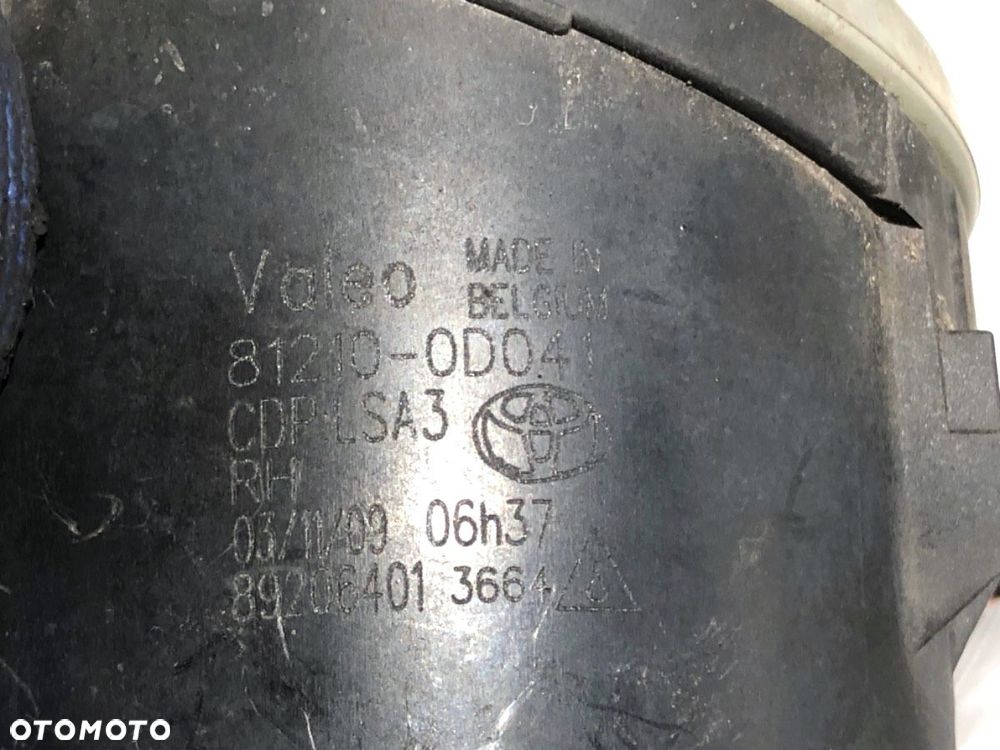 Valeo MADE IN BELGIUM
81210-0D041
CDP:LSA3
RH
03/11/09 06h37
89206401 3664
OTOMOTO